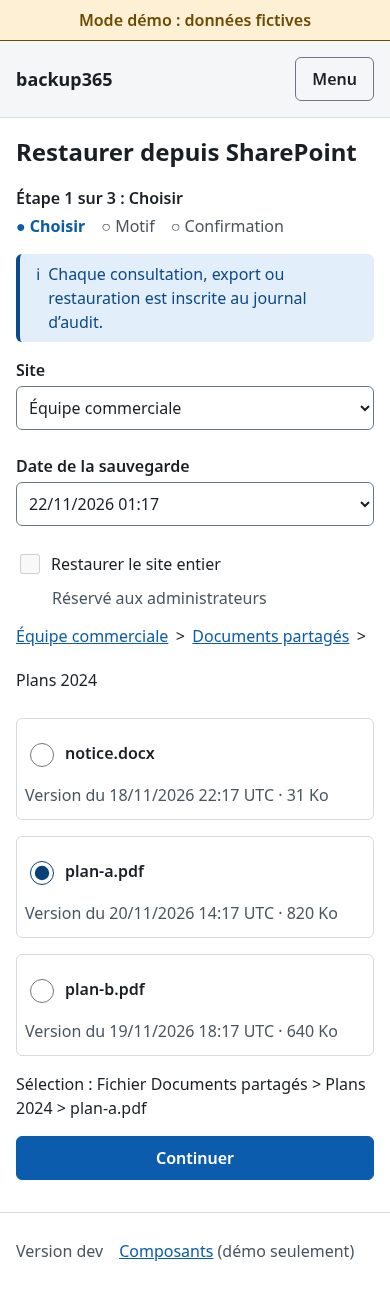 Mode démo : données fictives
backup365
Menu
Restaurer depuis SharePoint
Étape 1 sur 3 : Choisir
● Choisir ○ Motif ○ Confirmation
i Chaque consultation, export ou
restauration est inscrite au journal
d’audit.
Site
Équipe commerciale
Date de la sauvegarde
22/11/2026 01:17
Restaurer le site entier
Réservé aux administrateurs
Équipe commerciale > Documents partagés >
Plans 2024
notice.docx
Version du 18/11/2026 22:17 UTC · 31 Ko
plan-a.pdf
Version du 20/11/2026 14:17 UTC · 820 Ko
plan-b.pdf
Version du 19/11/2026 18:17 UTC · 640 Ko
Sélection : Fichier Documents partagés > Plans
2024 > plan-a.pdf
Continuer
Version dev Composants (démo seulement)